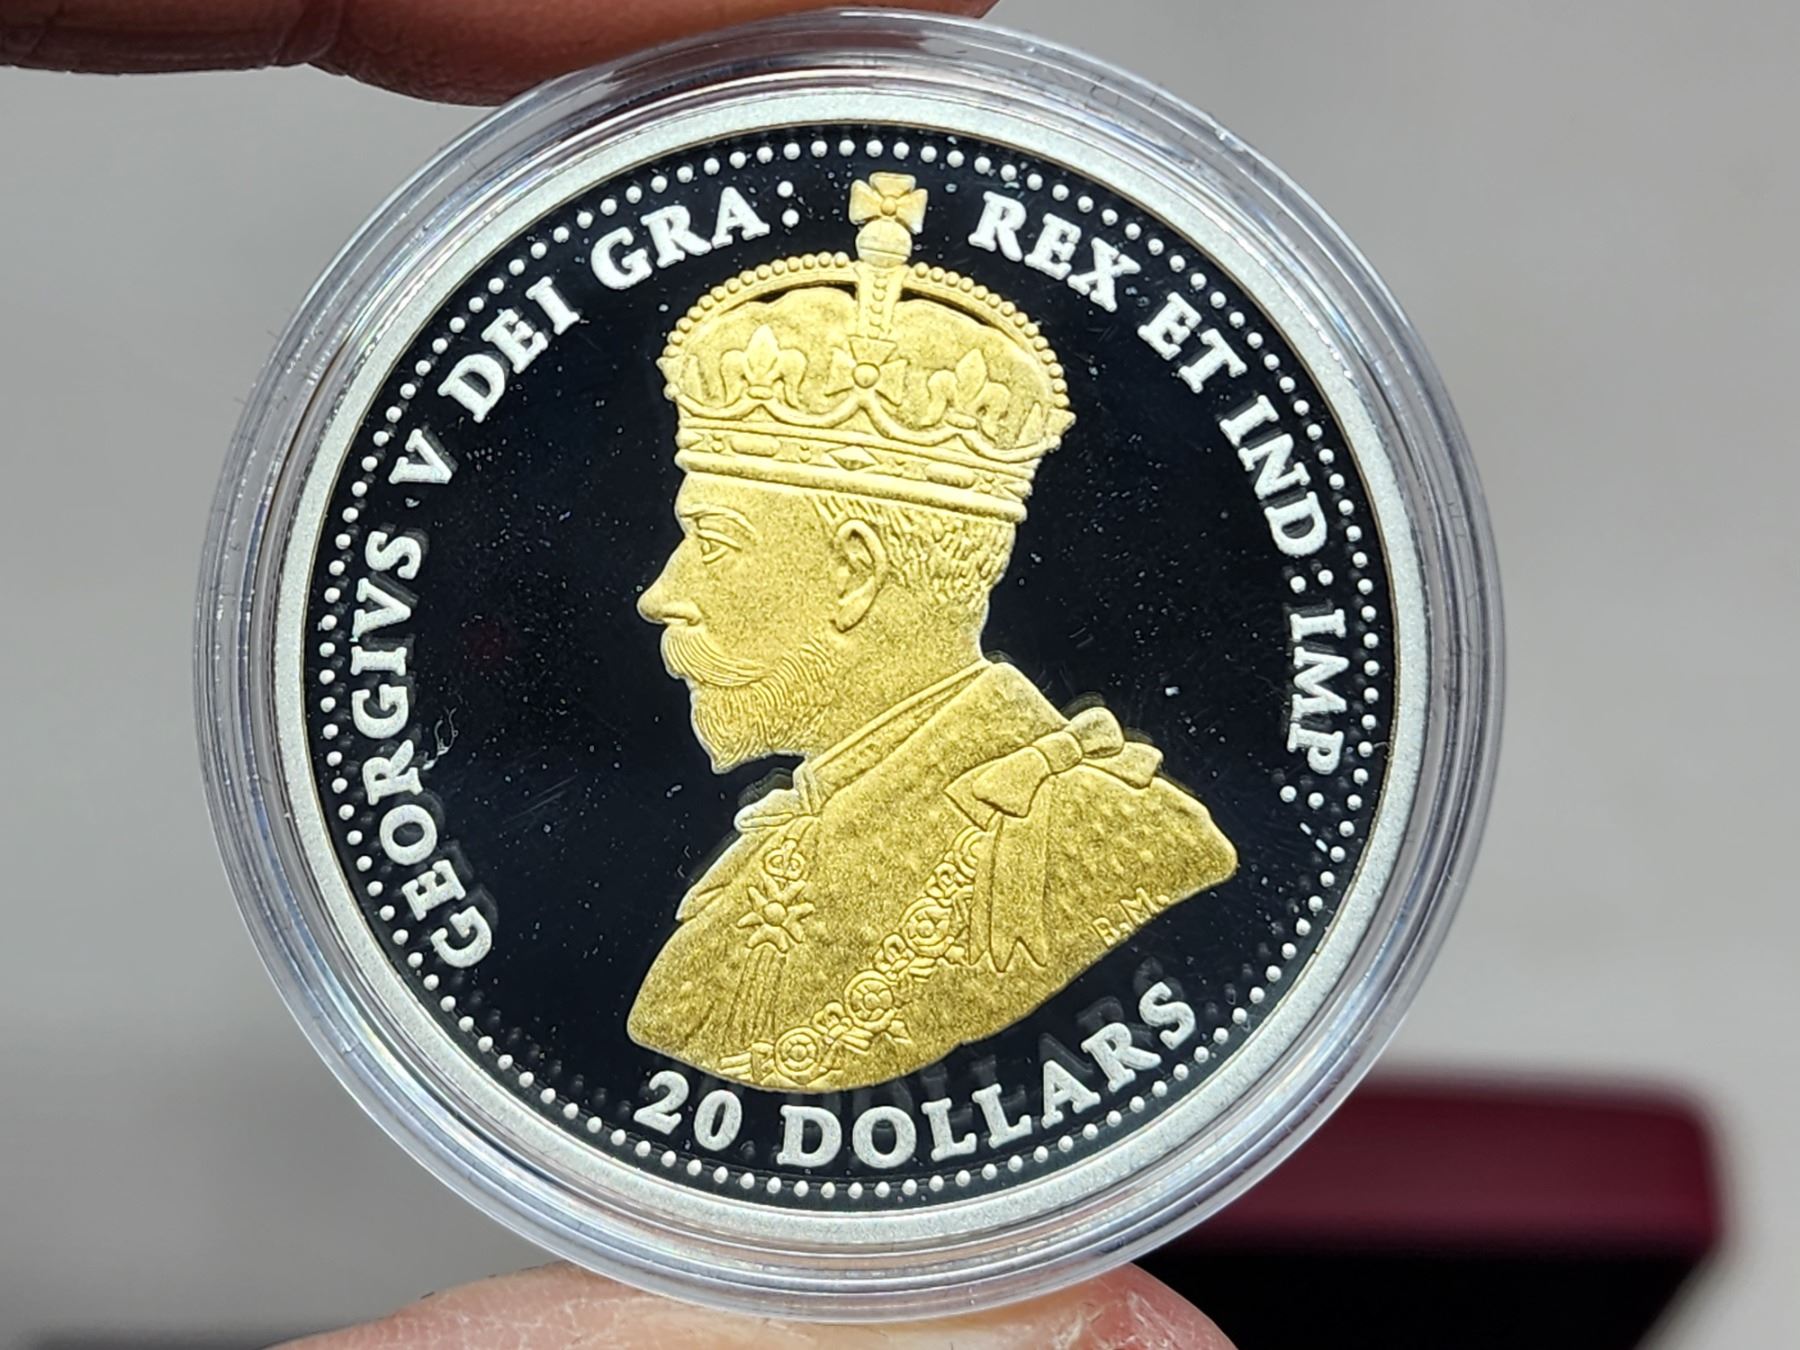 GEORGIVS V DEI GRA: REX ET IND: IMP:
B.M.
20 DOLLARS